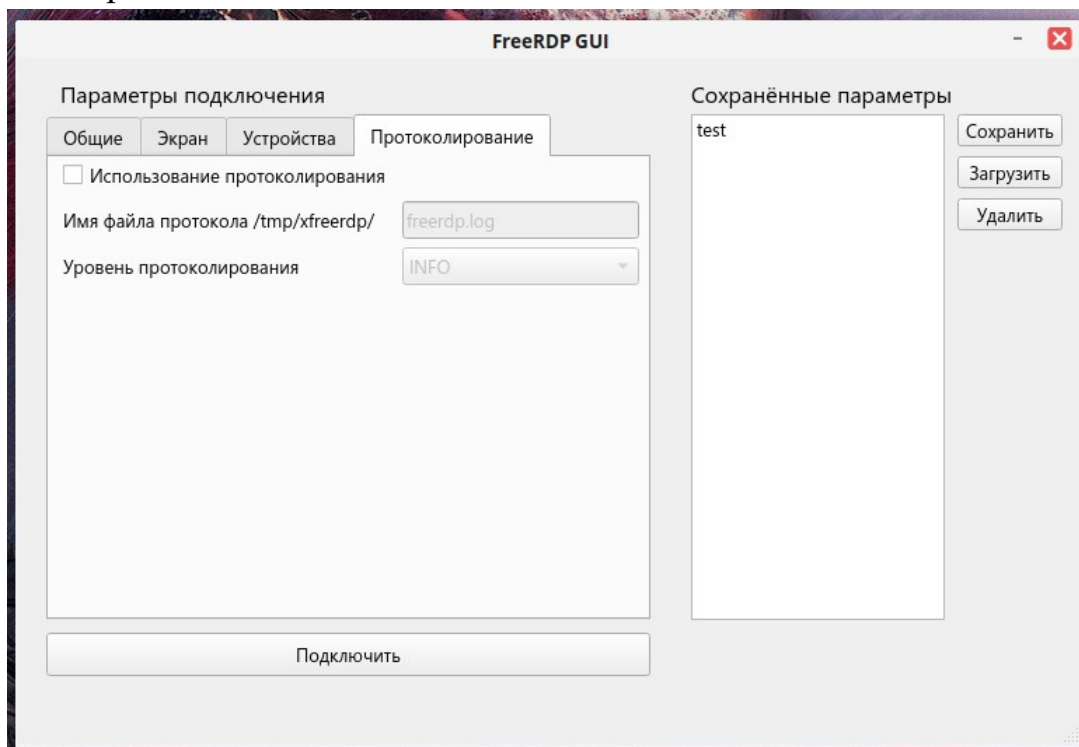 FreeRDP GUI
Параметры подключения
Общие Экран Устройства Протоколирование
Использование протоколирования
Имя файла протокола /tmp/xfreerdp/ freerdp.log
Уровень протоколирования INFO
Подключить
Сохранённые параметры
test
Сохранить
Загрузить
Удалить